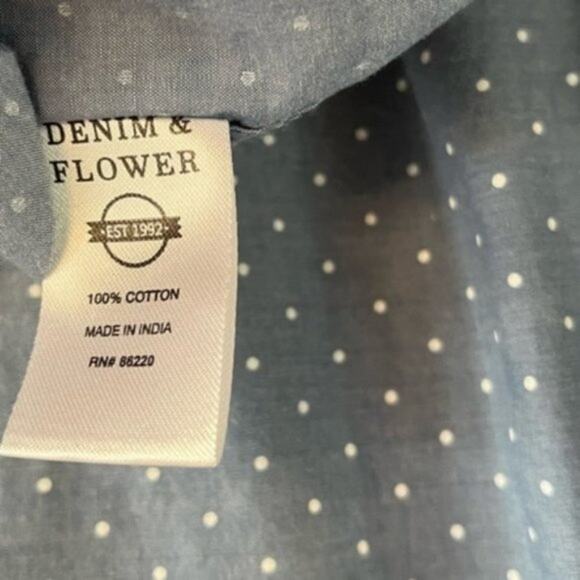 DENIM &
FLOWER
EST 1992
100% COTTON
MADE IN INDIA
RN# 86220